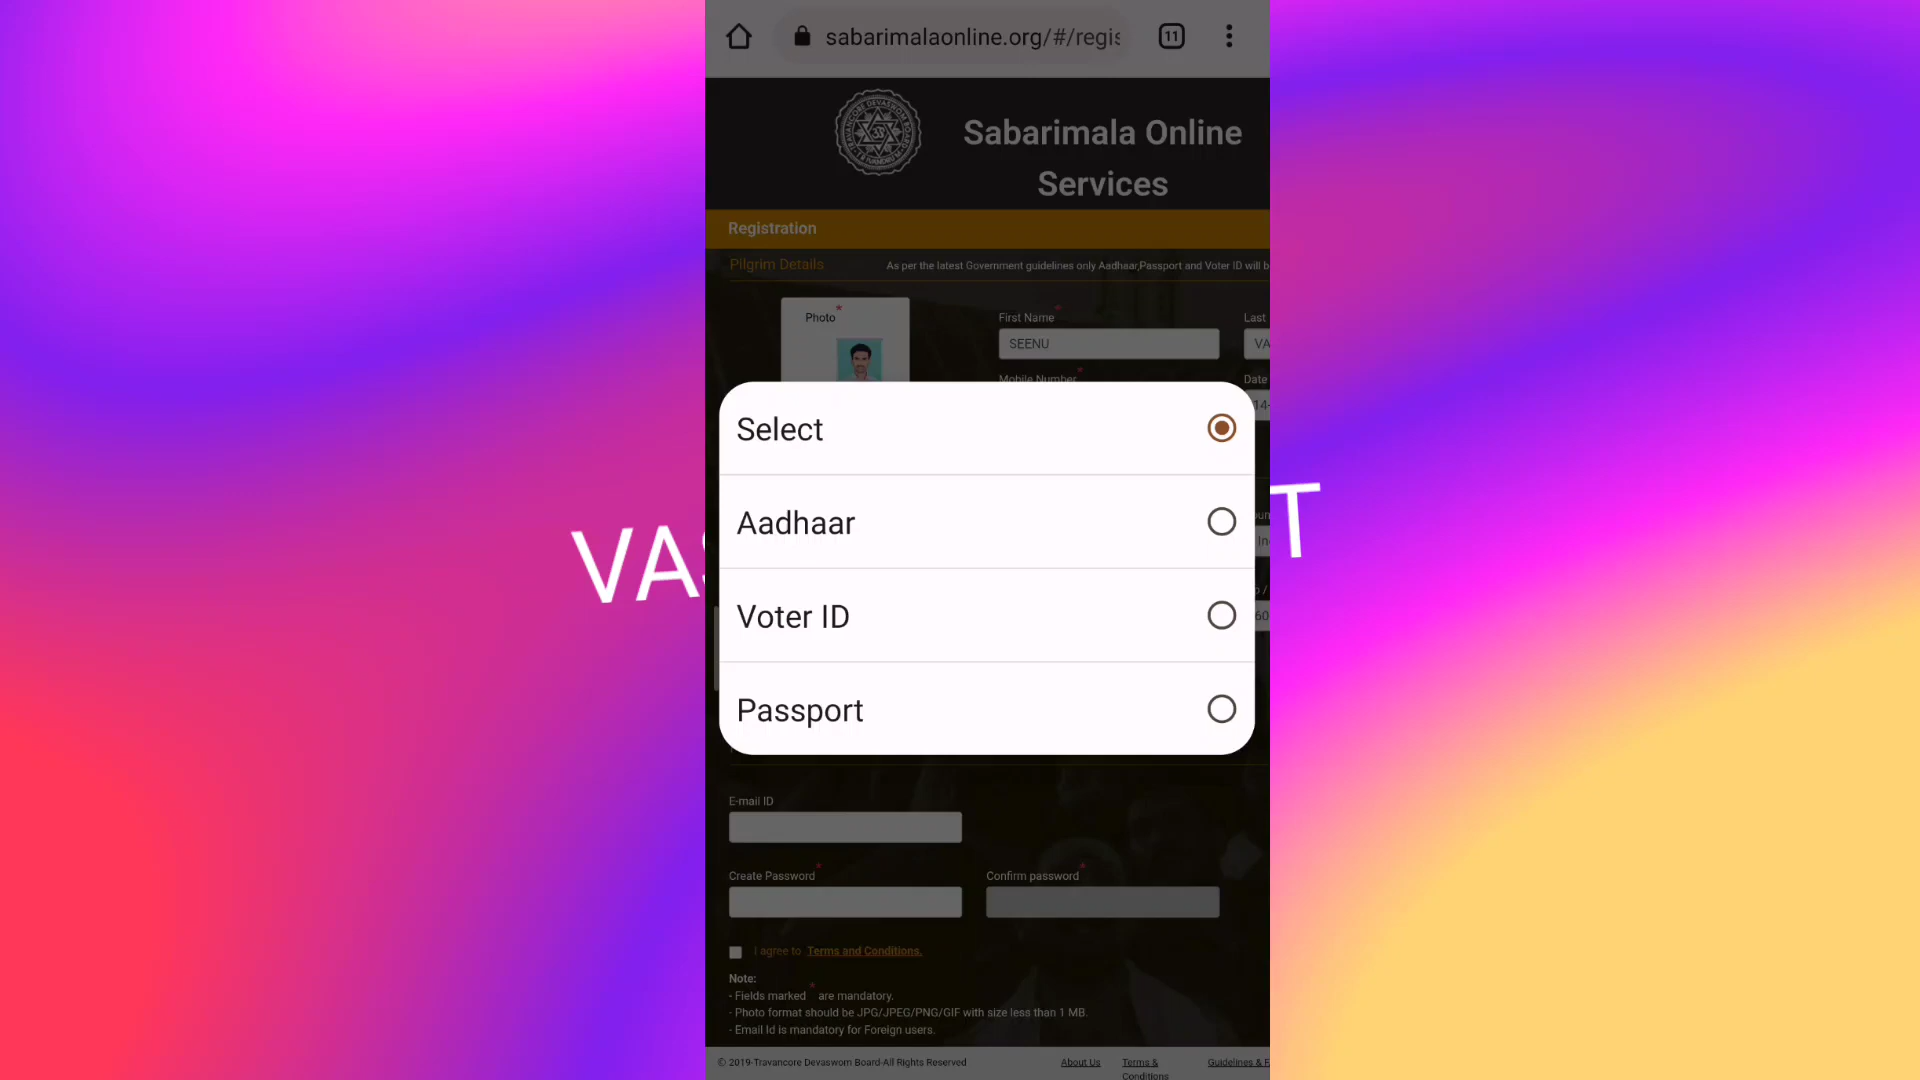 sabarimalaonline.org/#/regis
11
Sabarimala Online
Services
Registration
Pilgrim Details
As per the latest Government guidelines only Aadhaar,Passport and Voter ID will b
Photo *
First Name *
Last
SEENU
VA
Mobile Number *
Date
14-
Select
Aadhaar
Voter ID
Passport
VA
T
In
60
E-mail ID
Create Password *
Confirm password *
I agree to Terms and Conditions.
Note:
- Fields marked * are mandatory.
- Photo format should be JPG/JPEG/PNG/GIF with size less than 1 MB.
- Email Id is mandatory for Foreign users.
© 2019-Travancore Devaswom Board-All Rights Reserved
About Us
Terms &
Conditions
Guidelines & F